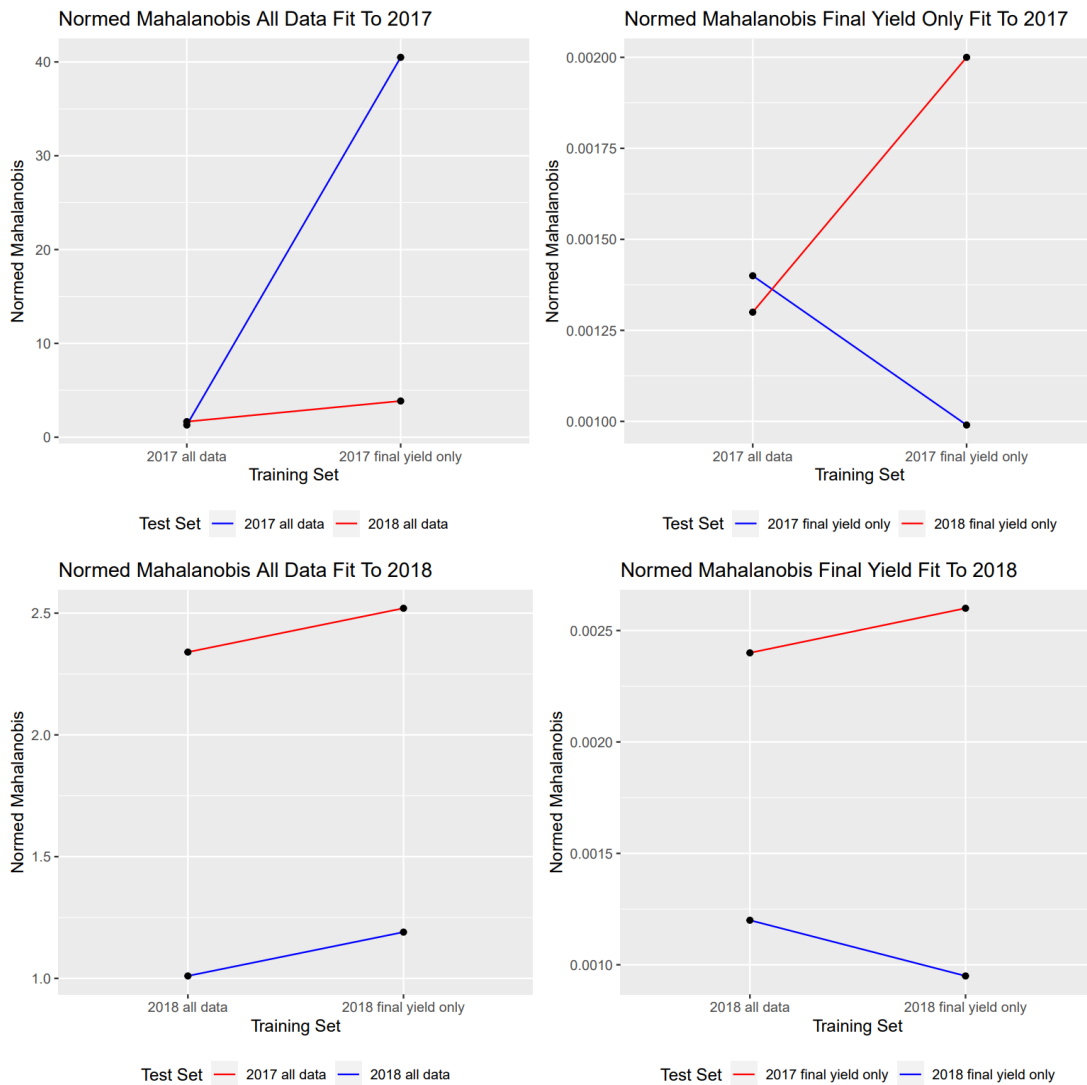 Normed Mahalanobis All Data Fit To 2017
Normed Mahalanobis
40
30
20
10
0
2017 all data 2017 final yield only
Training Set
Test Set 2017 all data 2018 all data
Normed Mahalanobis Final Yield Only Fit To 2017
Normed Mahalanobis
0.00200
0.00175
0.00150
0.00125
0.00100
2017 all data 2017 final yield only
Training Set
Test Set 2017 final yield only 2018 final yield only
Normed Mahalanobis All Data Fit To 2018
Normed Mahalanobis
2.5
2.0
1.5
1.0
2018 all data 2018 final yield only
Training Set
Test Set 2017 all data 2018 all data
Normed Mahalanobis Final Yield Fit To 2018
Normed Mahalanobis
0.0025
0.0020
0.0015
0.0010
2018 all data 2018 final yield only
Training Set
Test Set 2017 final yield only 2018 final yield only